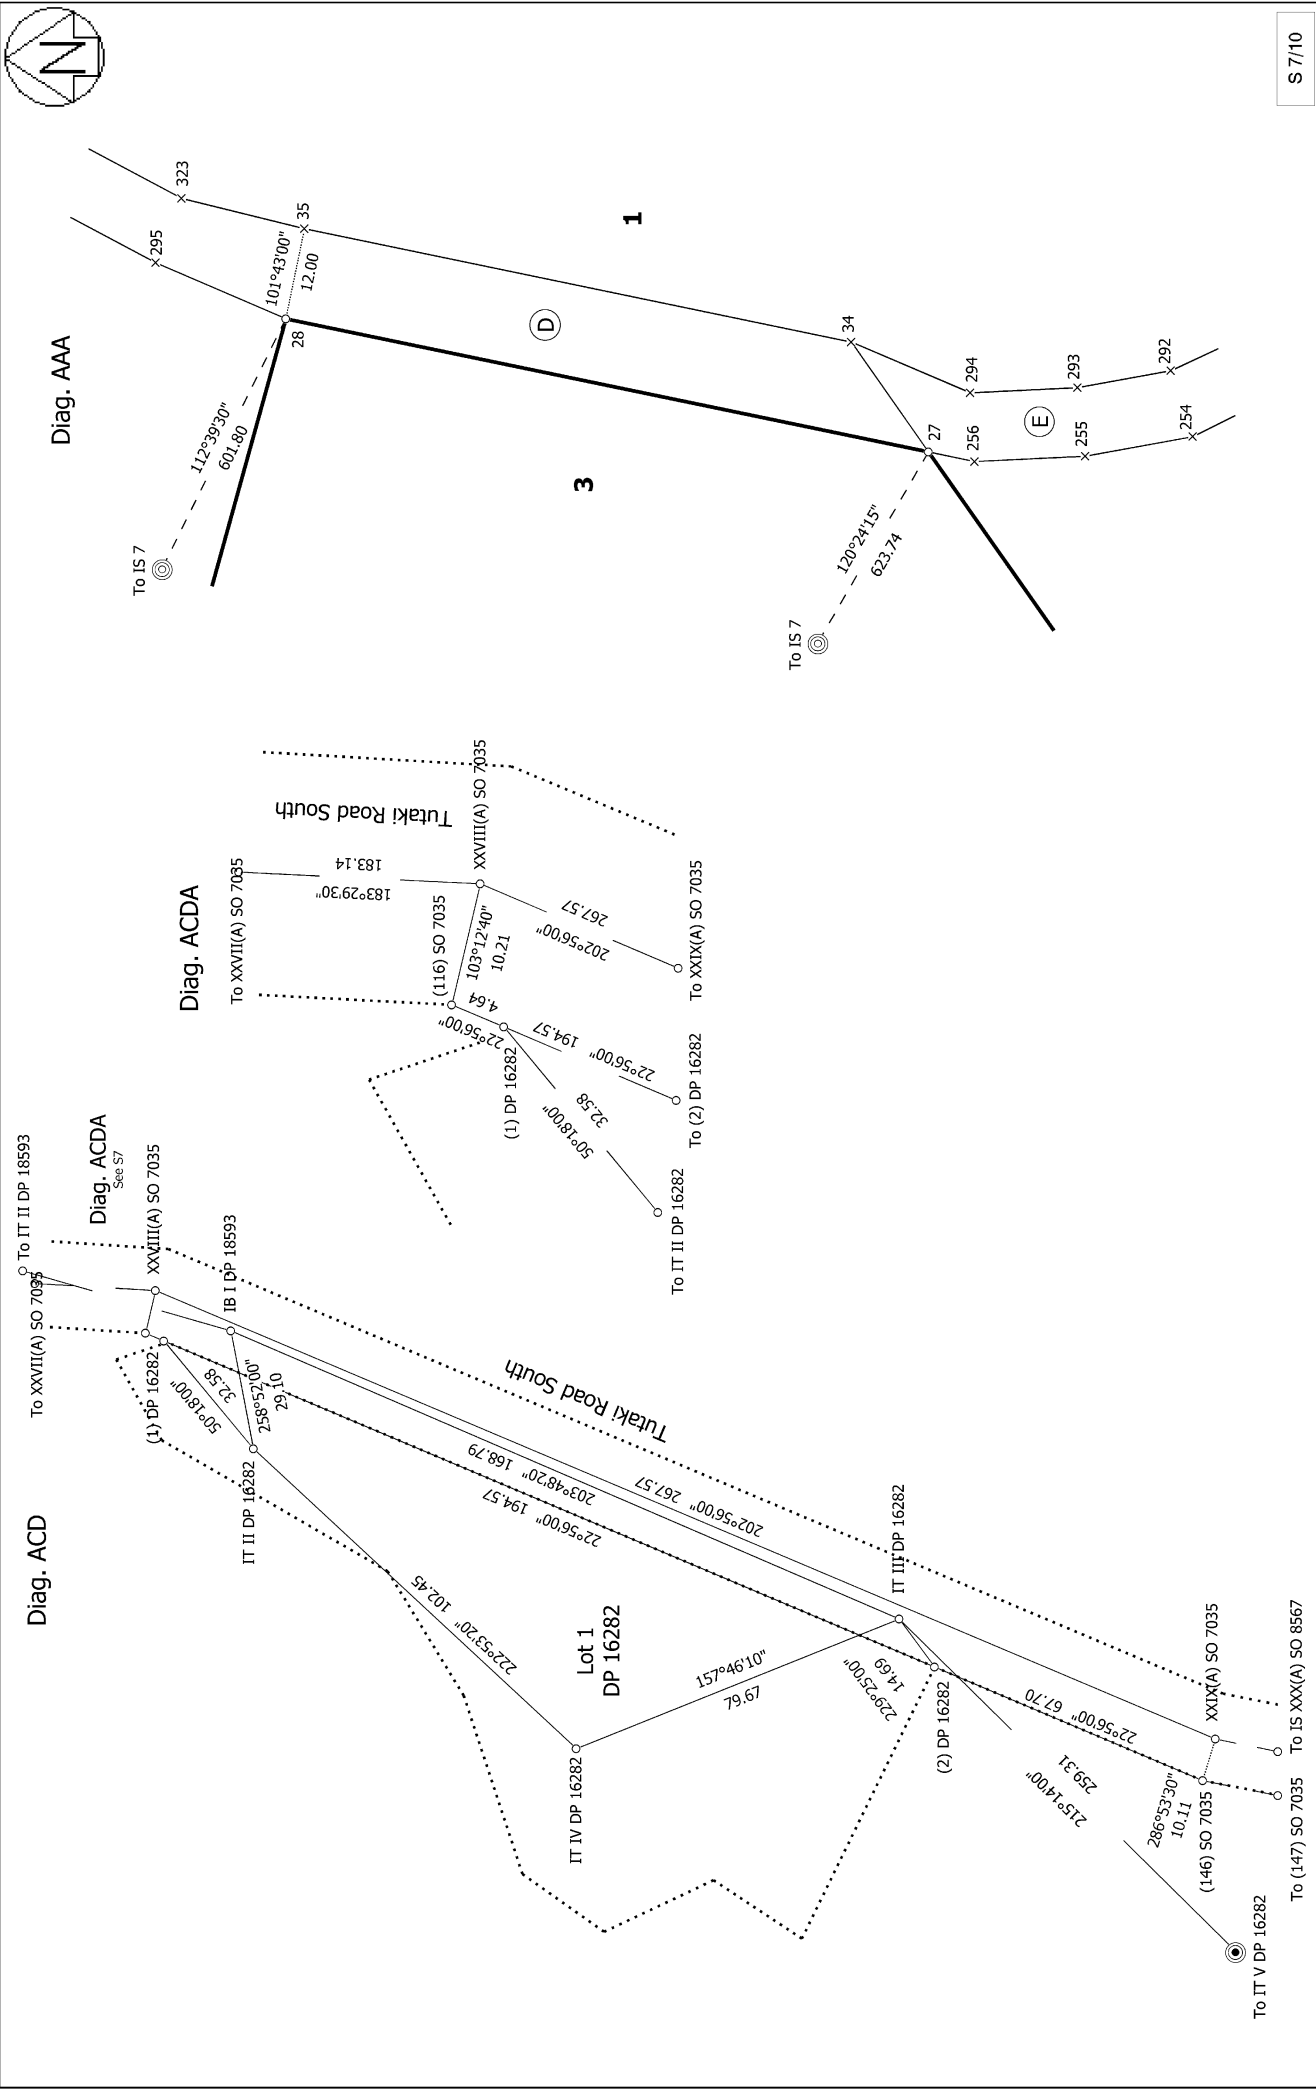 Diag. ACD
Diag. ACDA
See S7
To IT II DP 18593
To XXVII(A) SO 7035
XXVIII(A) SO 7035
(1) DP 16282
IB I DP 18593
50°18'00"
32.58
258°52'00"
29.10
IT II DP 16282
222°53'20" 102.45
203°48'20" 168.79
22°56'00" 194.57
202°56'00" 267.57
Tutaki Road South
Lot 1
DP 16282
157°46'10"
79.67
IT III DP 16282
IT IV DP 16282
229°25'00"
14.69
(2) DP 16282
22°56'00" 67.70
215°14'00"
259.31
XXIX(A) SO 7035
286°53'30"
10.11
(146) SO 7035
To IS XXX(A) SO 8567
To (147) SO 7035
To IT V DP 16282
Diag. ACDA
To XXVII(A) SO 7035
Tutaki Road South
183°29'30"
183.14
XXVIII(A) SO 7035
(116) SO 7035
103°12'40"
10.21
22°56'00"
4.64
(1) DP 16282
202°56'00"
267.57
22°56'00" 194.57
50°18'00"
32.58
To XXIX(A) SO 7035
To (2) DP 16282
To IT II DP 16282
Diag. AAA
N
To IS 7
112°39'30"
601.80
295
323
28
101°43'00"
12.00
35
1
D
3
34
To IS 7
120°24'15"
623.74
27
256
294
E
255
293
254
292
S 7/10